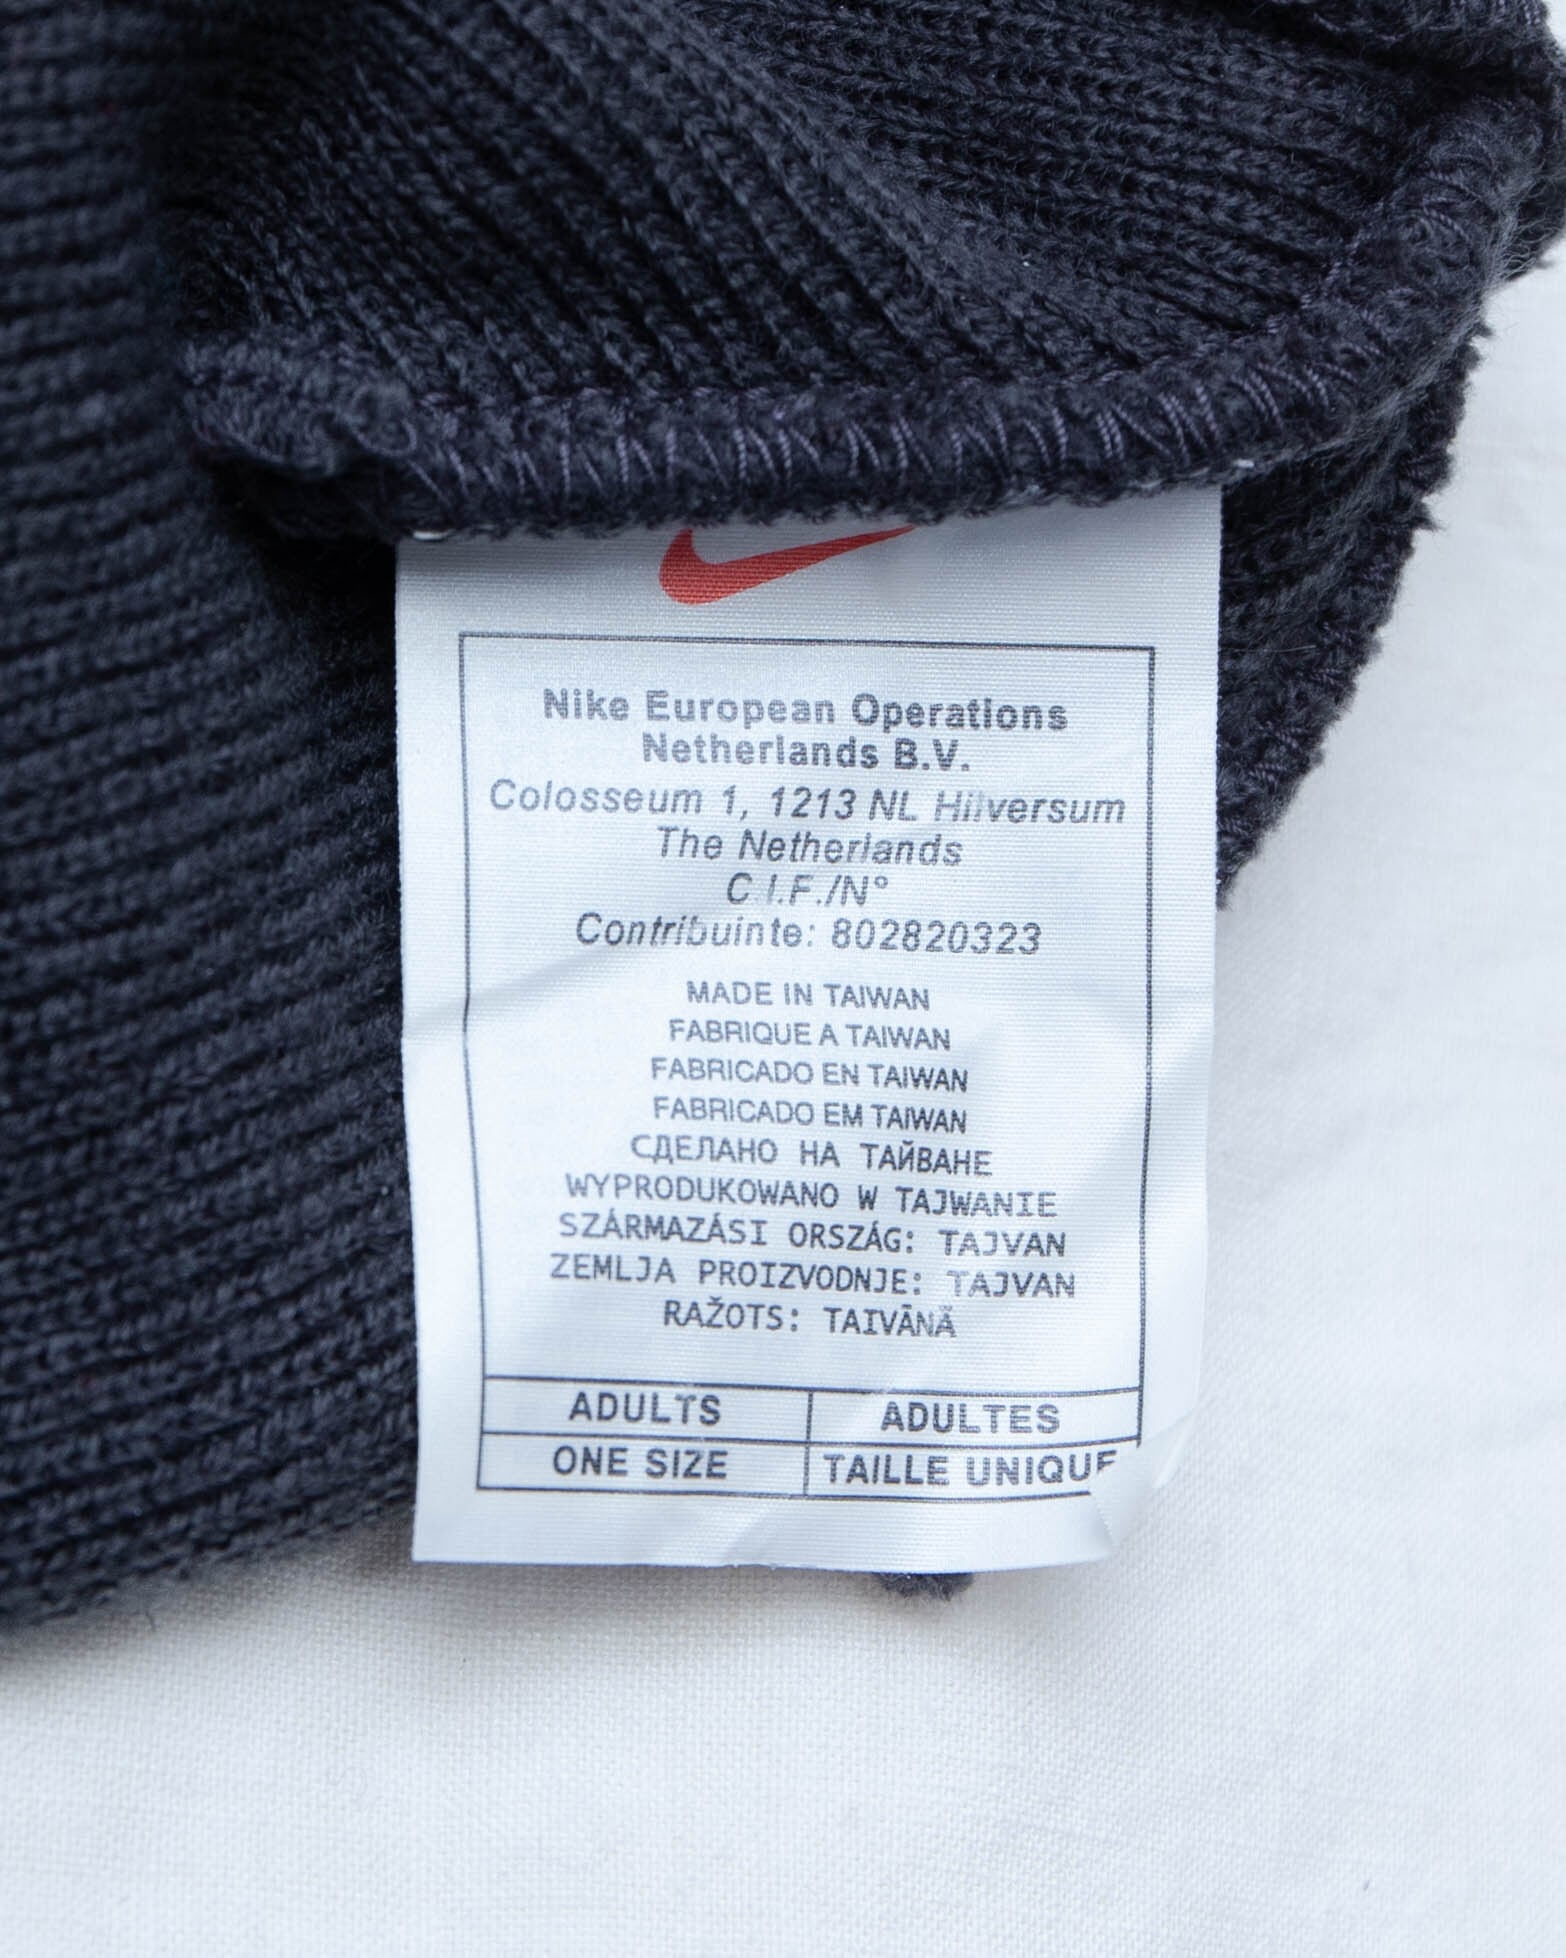 Nike European Operations
Netherlands B.V.
Colosseum 1, 1213 NL Hilversum
The Netherlands
C.I.F./N°
Contribuinte: 802820323
MADE IN TAIWAN
FABRIQUE A TAIWAN
FABRICADO EN TAIWAN
FABRICADO EM TAIWAN
СДЕЛАНО НА ТАЙВАНЕ
WYPRODUKOWANO W TAJWANIE
SZÁRMAZÁSI ORSZÁG: TAJVAN
ZEMLJA PROIZVODNJE: TAJVAN
RAŽOTS: TAIVĀNĀ
ADULTS ADULTES
ONE SIZE TAILLE UNIQUE